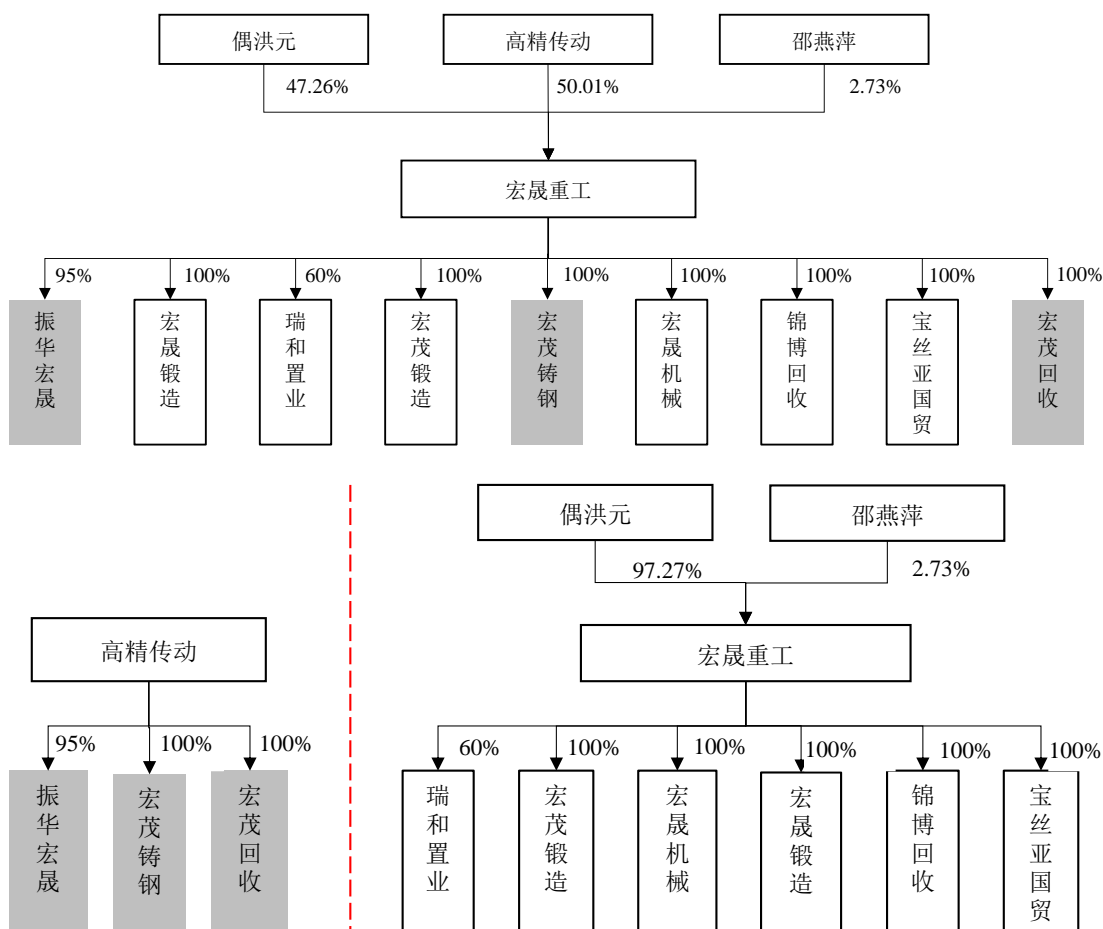 偶洪元
高精传动
邵燕萍
47.26%
50.01%
2.73%
宏晟重工
95%
100%
60%
100%
100%
100%
100%
100%
100%
振华宏晟
宏晟锻造
瑞和置业
宏茂锻造
宏茂铸钢
宏晟机械
锦博回收
宝丝亚国贸
宏茂回收
偶洪元
邵燕萍
97.27%
2.73%
高精传动
宏晟重工
95%
100%
100%
60%
100%
100%
100%
100%
100%
振华宏晟
宏茂铸钢
宏茂回收
瑞和置业
宏茂锻造
宏晟机械
宏晟锻造
锦博回收
宝丝亚国贸